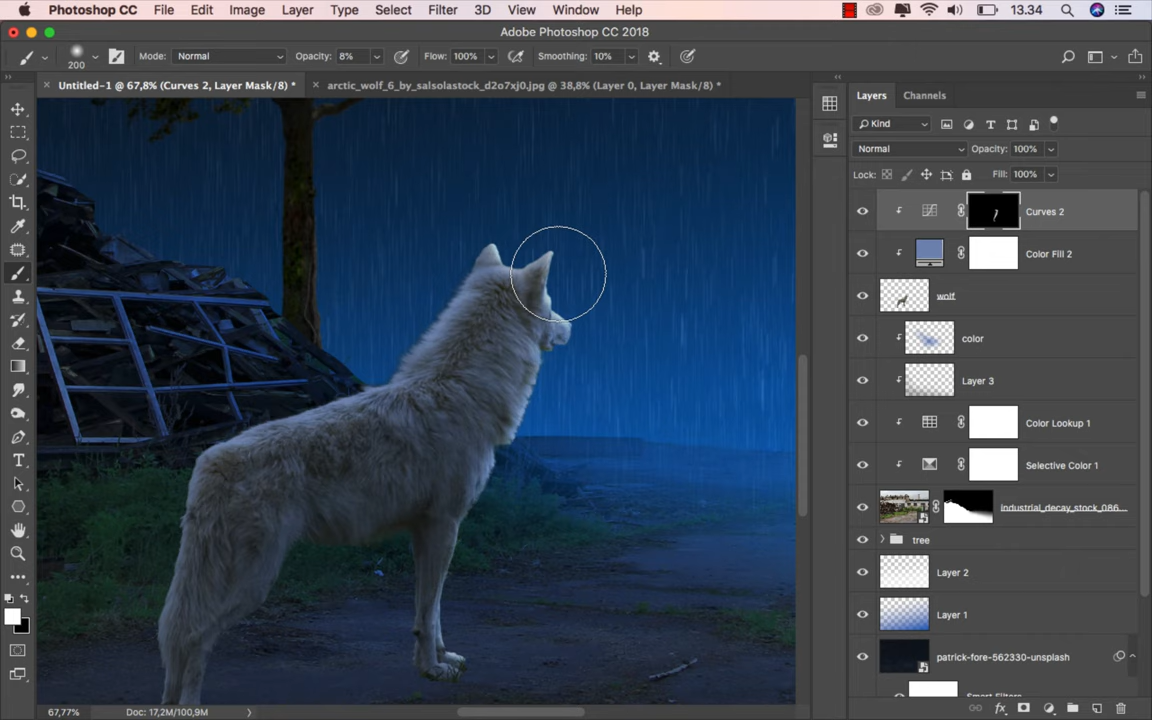 Photoshop CC File Edit Image Layer Type Select Filter 3D View Window Help 13.34
Adobe Photoshop CC 2018
200 Mode: Normal Opacity: 8% Flow: 100% Smoothing: 10%
Untitled-1 @ 67,8% (Curves 2, Layer Mask/8) * arctic_wolf_6_by_salsolastock_d2o7xj0.jpg @ 38,8% (Layer 0, Layer Mask/8) *
Layers Channels
Kind
Normal Opacity: 100%
Lock: Fill: 100%
Curves 2
Color Fill 2
wolf
color
Layer 3
Color Lookup 1
Selective Color 1
industrial_decay_stock_086...
tree
Layer 2
Layer 1
patrick-fore-562330-unsplash
Smart Filters
67,77% Doc: 17,2M/100,9M